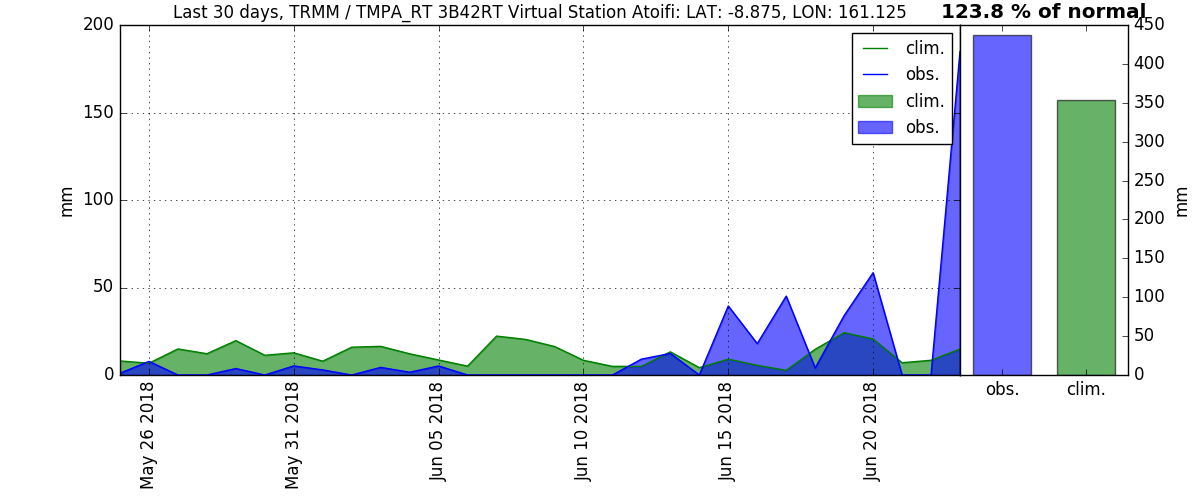 Last 30 days, TRMM / TMPA_RT 3B42RT Virtual Station Atoifi: LAT: -8.875, LON: 161.125
123.8 % of normal
200
150
100
50
0
mm
clim.
obs.
clim.
obs.
450
400
350
300
250
200
150
100
50
0
mm
obs.
clim.
May 26 2018
May 31 2018
Jun 05 2018
Jun 10 2018
Jun 15 2018
Jun 20 2018